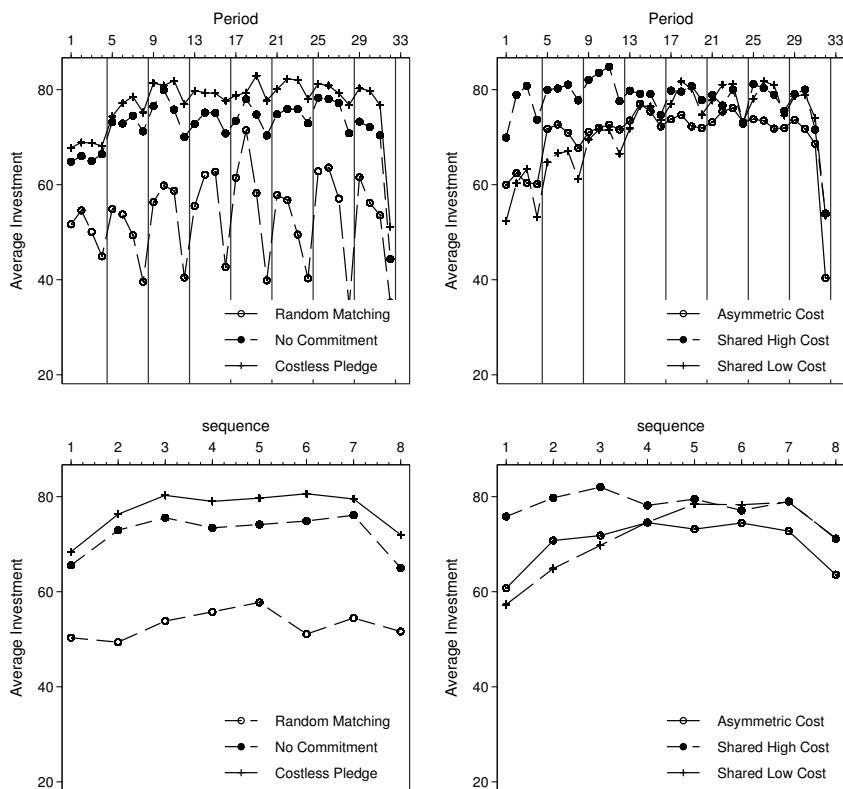 Period
1 5 9 13 17 21 25 29 33
80
60
40
20
Average Investment
Random Matching
No Commitment
Costless Pledge
Period
1 5 9 13 17 21 25 29 33
80
60
40
20
Average Investment
Asymmetric Cost
Shared High Cost
Shared Low Cost
sequence
1 2 3 4 5 6 7 8
80
60
40
20
Average Investment
Random Matching
No Commitment
Costless Pledge
sequence
1 2 3 4 5 6 7 8
80
60
40
20
Average Investment
Asymmetric Cost
Shared High Cost
Shared Low Cost